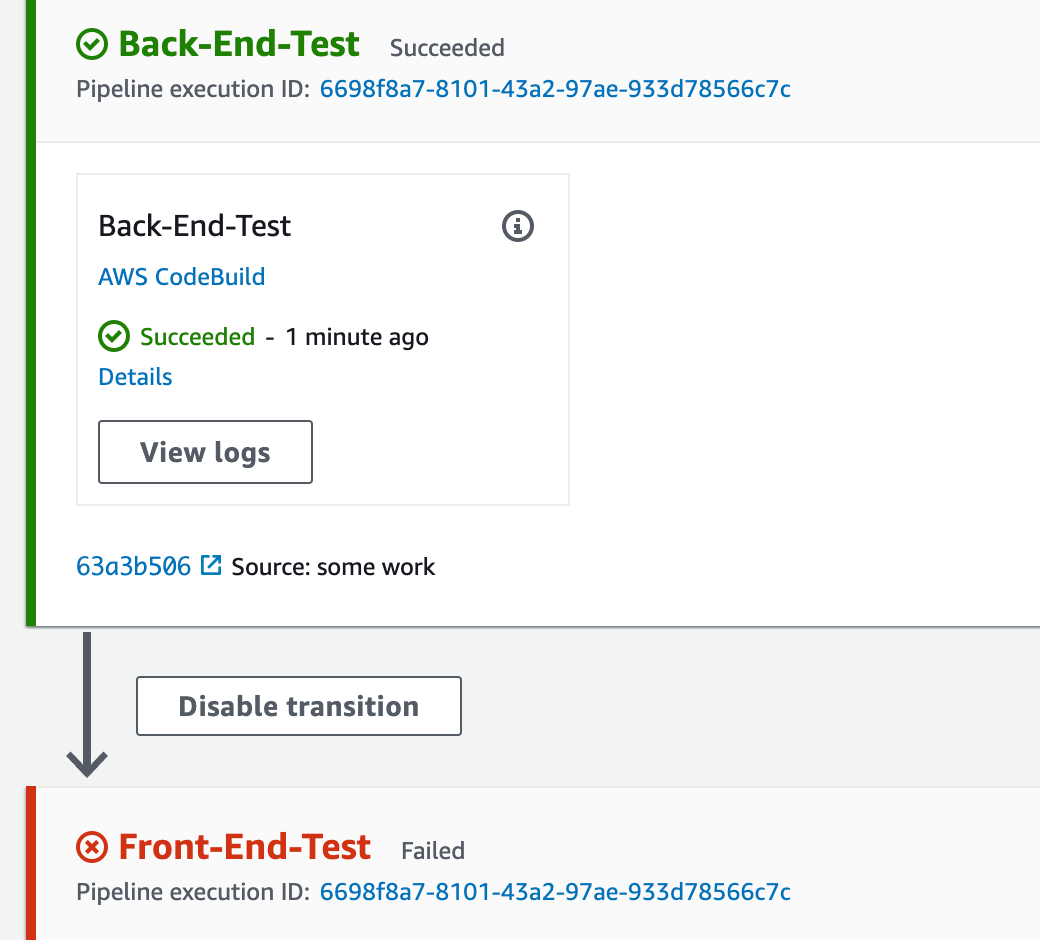 Back-End-Test Succeeded
Pipeline execution ID: 6698f8a7-8101-43a2-97ae-933d78566c7c
Back-End-Test
AWS CodeBuild
Succeeded - 1 minute ago
Details
View logs
63a3b506 Source: some work
Disable transition
Front-End-Test Failed
Pipeline execution ID: 6698f8a7-8101-43a2-97ae-933d78566c7c